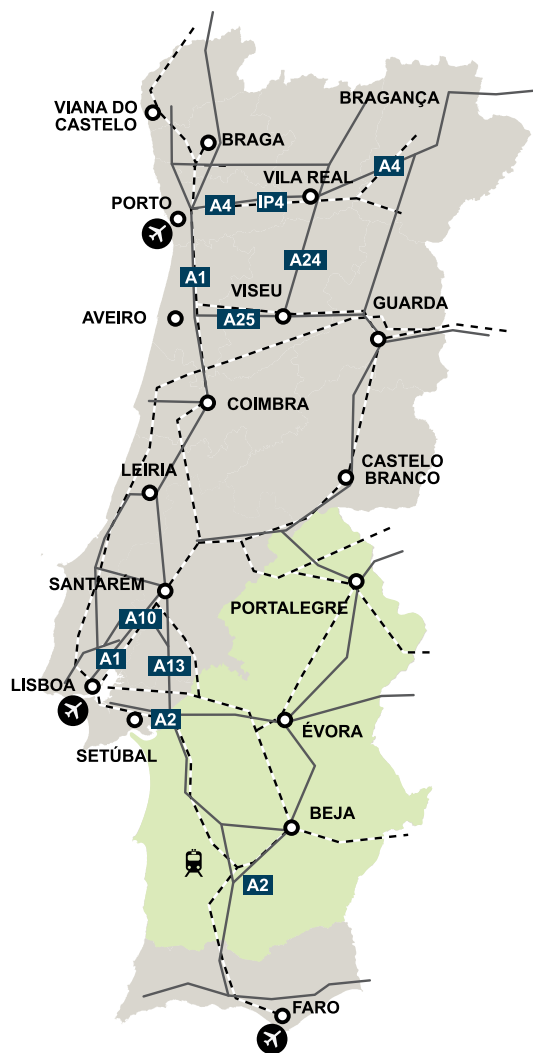 BRAGANÇA
VIANA DO
CASTELO
BRAGA
A4
VILA REAL
IP4
A4
PORTO
A24
A1
VISEU
GUARDA
AVEIRO
A25
COIMBRA
CASTELO
BRANCO
LEIRIA
SANTARÉM
PORTALEGRE
A10
A1
A13
LISBOA
A2
ÉVORA
SETÚBAL
BEJA
A2
FARO